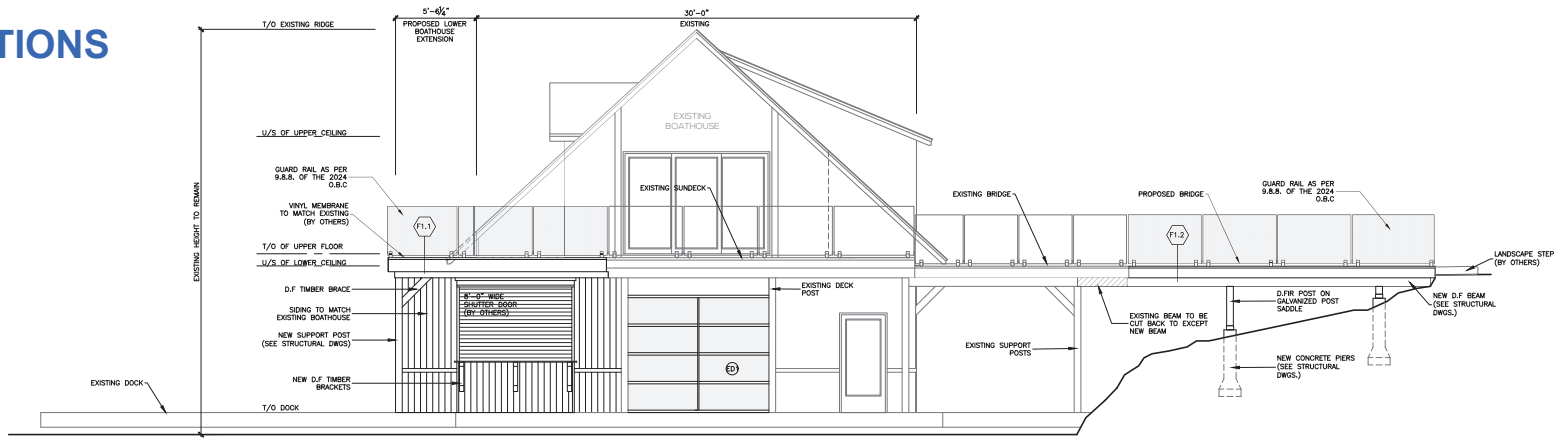 TIONS
5'-6¼"
PROPOSED LOWER
BOATHOUSE
EXTENSION
30'-0"
EXISTING
T/O EXISTING RIDGE
U/S OF UPPER CEILING
EXISTING
BOATHOUSE
GUARD RAIL AS PER
9.8.8. OF THE 2024
O.B.C
EXISTING SUNDECK
EXISTING BRIDGE
PROPOSED BRIDGE
GUARD RAIL AS PER
9.8.8. OF THE 2024
O.B.C
VINYL MEMBRANE
TO MATCH EXISTING
(BY OTHERS)
F1.1
F1.2
EXISTING HEIGHT TO REMAIN
T/O OF UPPER FLOOR
U/S OF LOWER CEILING
LANDSCAPE STEP
(BY OTHERS)
D.F TIMBER BRACE
8'-0" WIDE
SHUTTER DOOR
(BY OTHERS)
EXISTING DECK
POST
D.FIR POST ON
GALVANIZED POST
SADDLE
NEW D.F BEAM
(SEE STRUCTURAL
DWGS.)
SIDING TO MATCH
EXISTING BOATHOUSE
EXISTING BEAM TO BE
CUT BACK TO EXCEPT
NEW BEAM
NEW SUPPORT POST
(SEE STRUCTURAL DWGS)
EXISTING SUPPORT
POSTS
NEW CONCRETE PIERS
(SEE STRUCTURAL
DWGS.)
ED1
EXISTING DOCK
NEW D.F TIMBER
BRACKETS
T/O DOCK